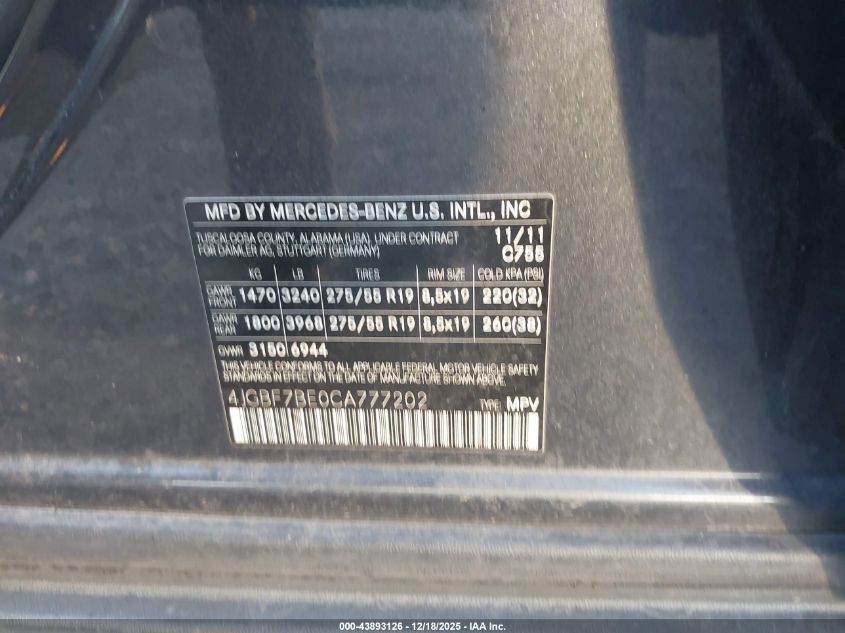 MFD BY MERCEDES-BENZ U.S. INTL., INC
TUSCALOOSA COUNTY, ALABAMA (USA), UNDER CONTRACT 11/11
FOR DAIMLER AG, STUTTGART (GERMANY) C755
KG LB TIRES RIM SIZE COLD KPA (PSI)
GAWR FRONT 1470 3240 275/55 R19 8,5x19 220(32)
GAWR REAR 1800 3968 275/55 R19 8,5x19 260(38)
GVWR 3150 6944
THIS VEHICLE CONFORMS TO ALL APPLICABLE FEDERAL MOTOR VEHICLE SAFETY
STANDARDS IN EFFECT ON THE DATE OF MANUFACTURE SHOWN ABOVE.
4JGBF7BE0CA777202 TYPE: MPV
000-43893126 - 12/18/2025 - IAA Inc.